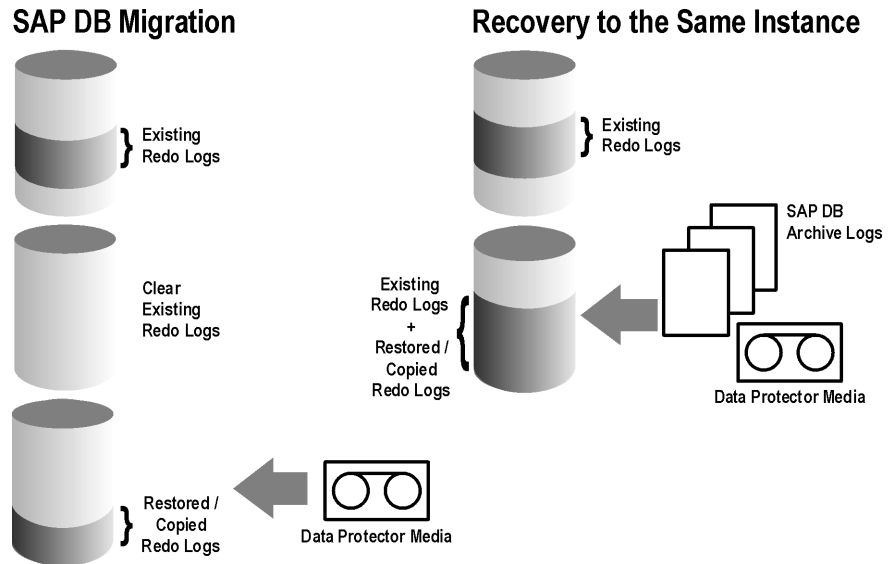 SAP DB Migration
Existing
Redo Logs
Clear
Existing
Redo Logs
Restored /
Copied
Redo Logs
Data Protector Media
Recovery to the Same Instance
Existing
Redo Logs
SAP DB
Archive Logs
Existing
Redo Logs
+
Restored /
Copied
Redo Logs
Data Protector Media